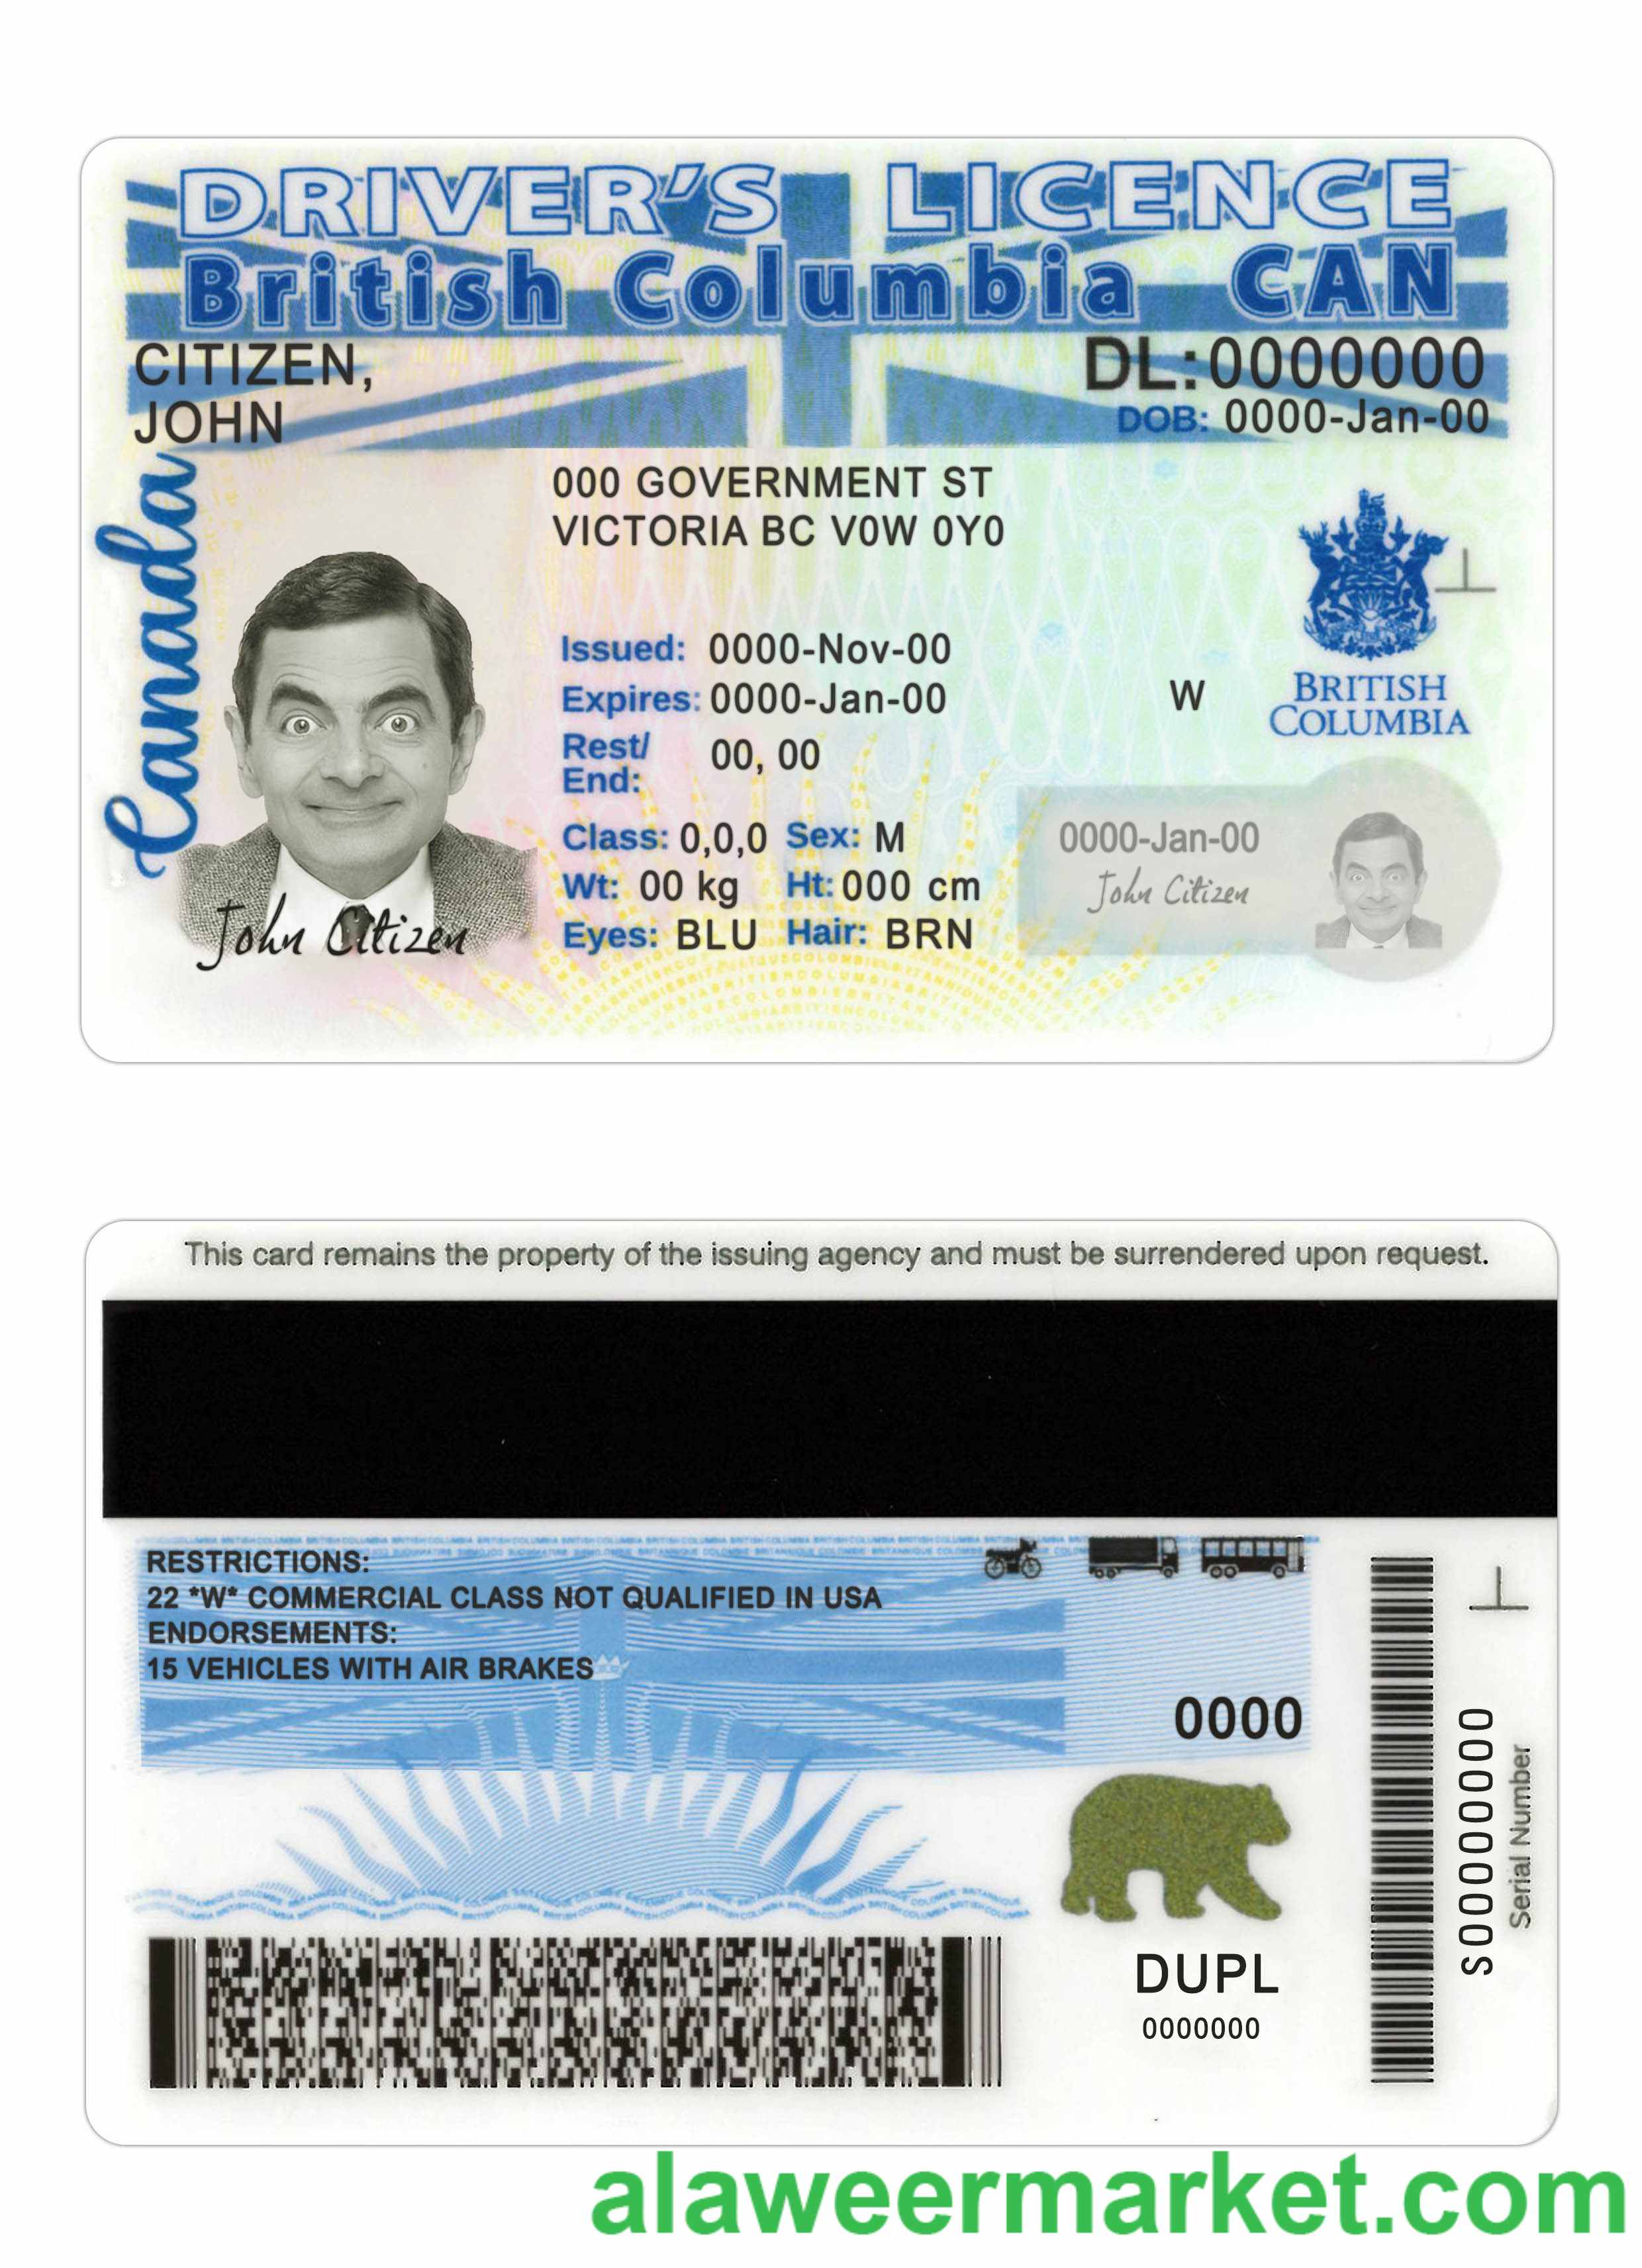 DRIVER'S LICENCE
British Columbia CAN
CITIZEN,
JOHN
DL:0000000
DOB: 0000-Jan-00
Canada
000 GOVERNMENT ST
VICTORIA BC V0W 0Y0
Issued: 0000-Nov-00
Expires: 0000-Jan-00
W
BRITISH
COLUMBIA
Rest/ 00, 00
End:
Class: 0,0,0 Sex: M
Wt: 00 kg Ht: 000 cm
Eyes: BLU Hair: BRN
John Citizen
0000-Jan-00
John Citizen
This card remains the property of the issuing agency and must be surrendered upon request.
RESTRICTIONS:
22 *W* COMMERCIAL CLASS NOT QUALIFIED IN USA
ENDORSEMENTS:
15 VEHICLES WITH AIR BRAKES
0000
DUPL
0000000
S00000000
Serial Number
alaweermarket.com